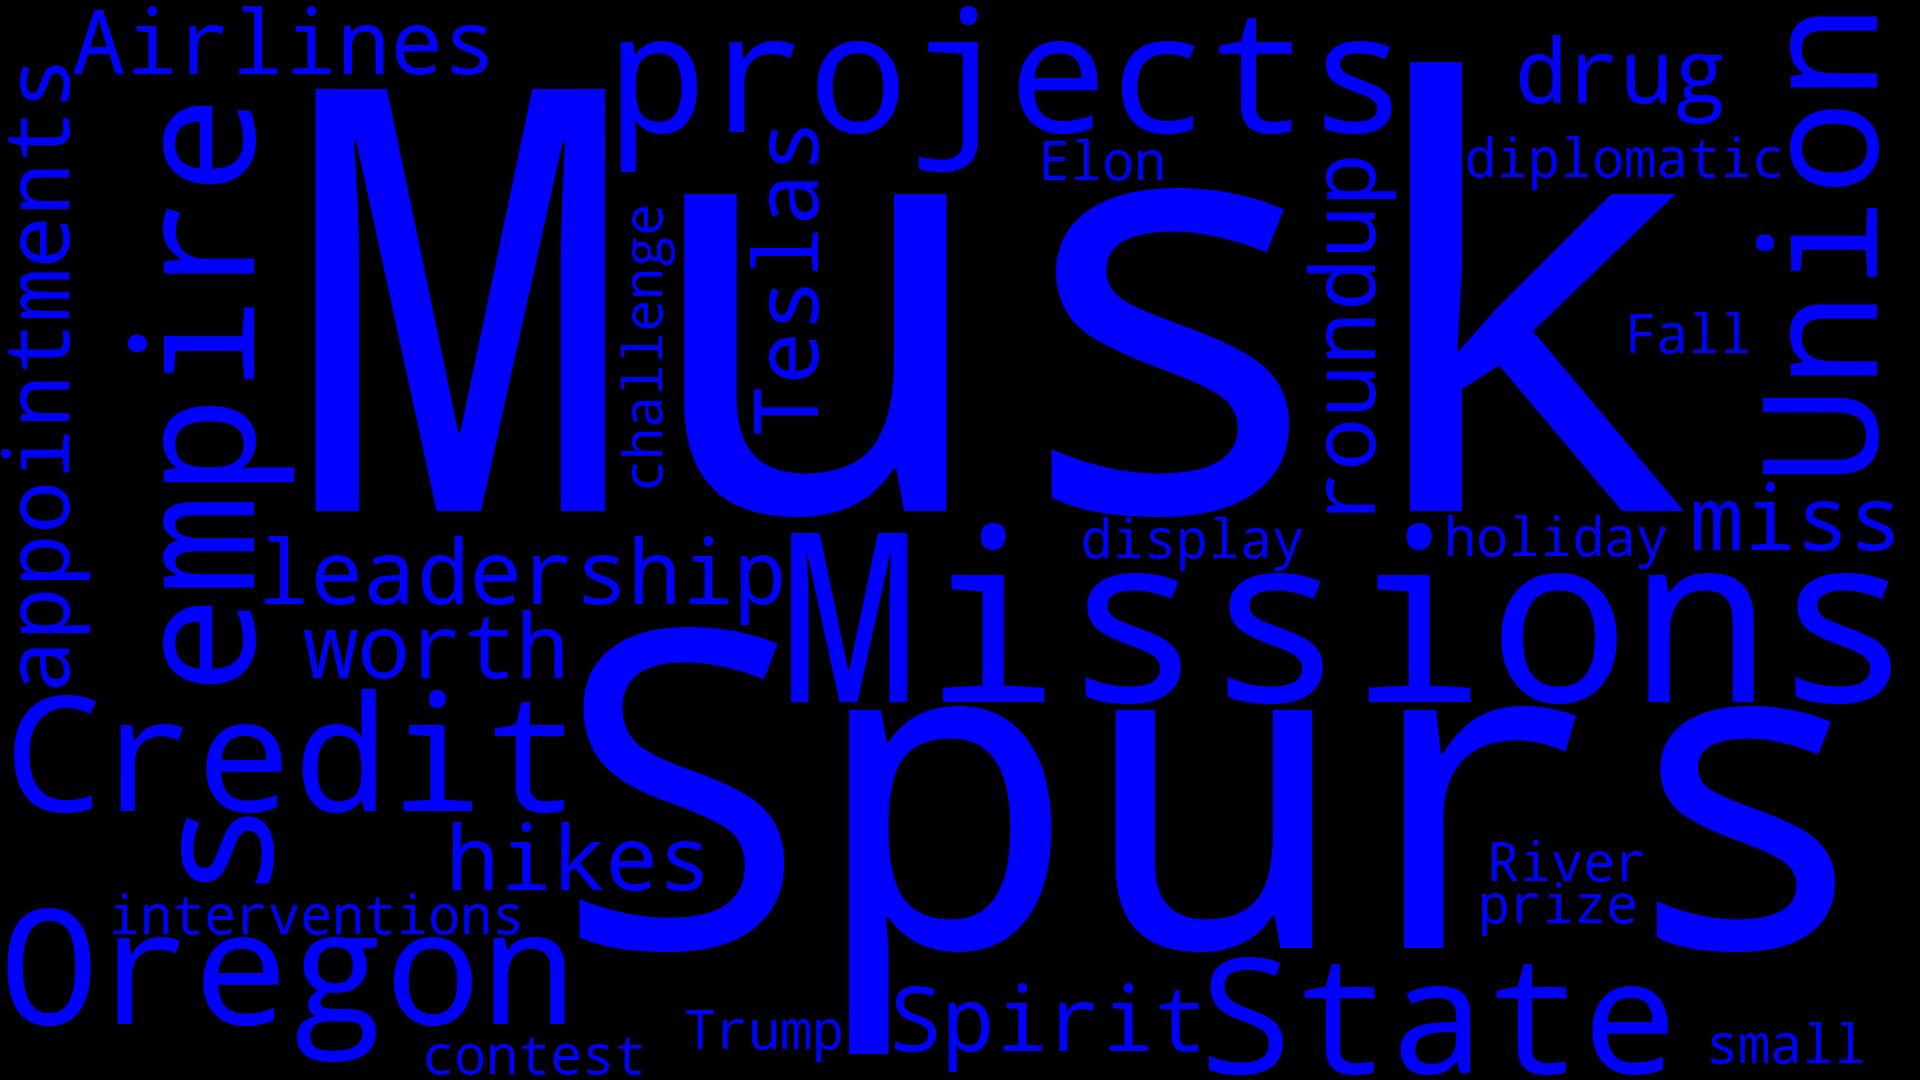 Airlines
projects
drug
Union
appointments
empire
Musk
Elon
diplomatic
challenge
Teslas
roundup
Fall
leadership
Missions
display
holiday
miss
worth
Spurs
Credit
s
hikes
River
prize
interventions
Oregon
contest
Trump
Spirit
State
small